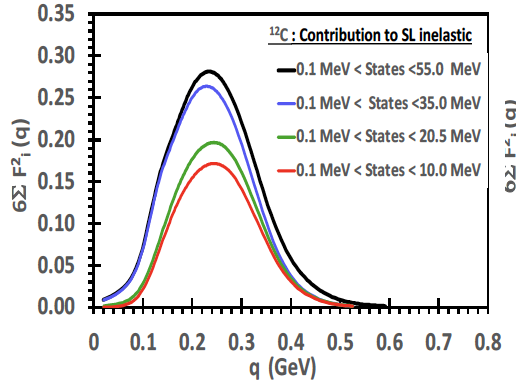 0.35
0.30
0.25
0.20
0.15
0.10
0.05
0.00
6Σ F²ᵢ (q)
¹²C : Contribution to SL inelastic
0.1 MeV < States <55.0 MeV
0.1 MeV < States <35.0 MeV
0.1 MeV < States < 20.5 MeV
0.1 MeV < States < 10.0 MeV
0 0.1 0.2 0.3 0.4 0.5 0.6 0.7 0.8
q (GeV)
6Σ F²ᵢ (q)